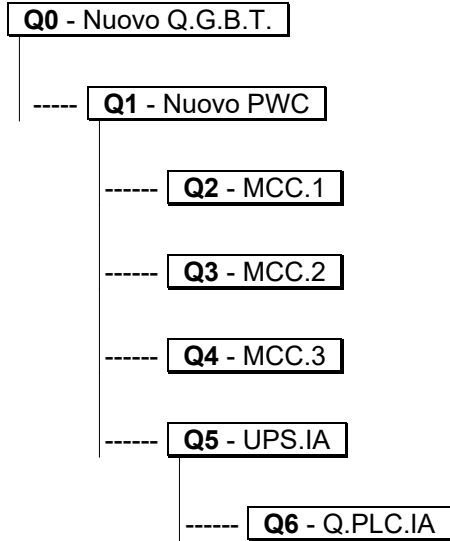 Q0 - Nuovo Q.G.B.T.
----- Q1 - Nuovo PWC
------ Q2 - MCC.1
------ Q3 - MCC.2
------ Q4 - MCC.3
------ Q5 - UPS.IA
------ Q6 - Q.PLC.IA